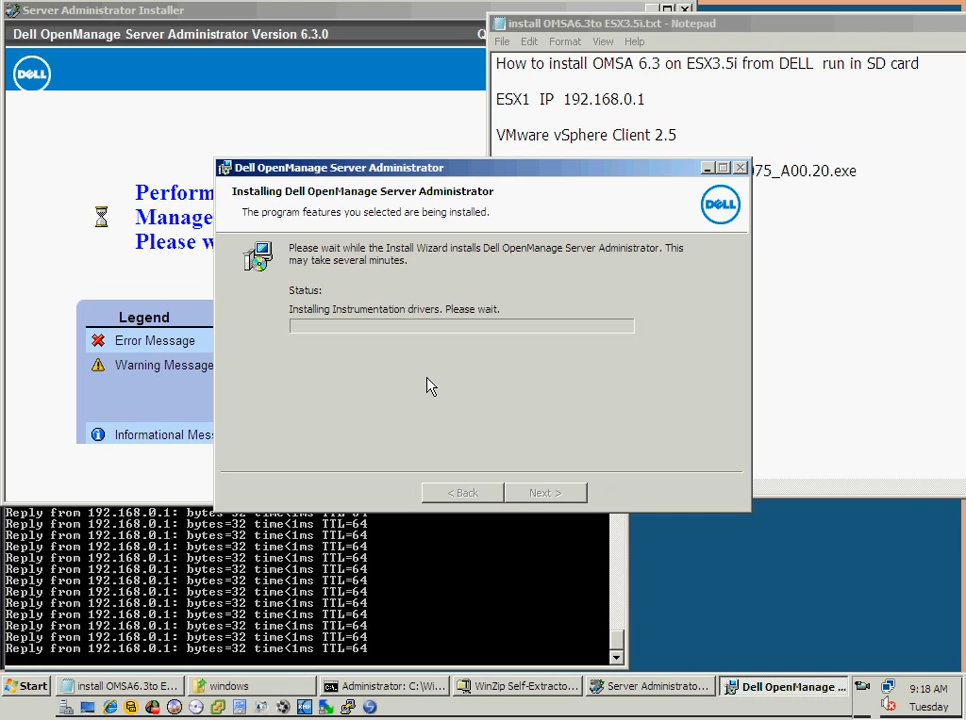 Server Administrator Installer
Dell OpenManage Server Administrator Version 6.3.0
DELL
Perform
Manage
Please w
Legend
Error Message
Warning Message
Informational Mess
install OMSA6.3to ESX3.5i.txt - Notepad
File Edit Format View Help
How to install OMSA 6.3 on ESX3.5i from DELL run in SD card
ESX1 IP 192.168.0.1
VMware vSphere Client 2.5
75_A00.20.exe
Dell OpenManage Server Administrator
Installing Dell OpenManage Server Administrator
The program features you selected are being installed.
DELL
Please wait while the Install Wizard installs Dell OpenManage Server Administrator. This
may take several minutes.
Status:
Installing Instrumentation drivers. Please wait.
< Back Next >
Reply from 192.168.0.1: bytes=32 time<1ms TTL=64
Reply from 192.168.0.1: bytes=32 time<1ms TTL=64
Reply from 192.168.0.1: bytes=32 time<1ms TTL=64
Reply from 192.168.0.1: bytes=32 time<1ms TTL=64
Reply from 192.168.0.1: bytes=32 time<1ms TTL=64
Reply from 192.168.0.1: bytes=32 time<1ms TTL=64
Reply from 192.168.0.1: bytes=32 time<1ms TTL=64
Reply from 192.168.0.1: bytes=32 time<1ms TTL=64
Reply from 192.168.0.1: bytes=32 time<1ms TTL=64
Reply from 192.168.0.1: bytes=32 time<1ms TTL=64
Reply from 192.168.0.1: bytes=32 time<1ms TTL=64
Reply from 192.168.0.1: bytes=32 time<1ms TTL=64
Reply from 192.168.0.1: bytes=32 time<1ms TTL=64
Start install OMSA6.3to E... windows Administrator: C:\Wi... WinZip Self-Extracto... Server Administrato... Dell OpenManage ...
9:18 AM
Tuesday